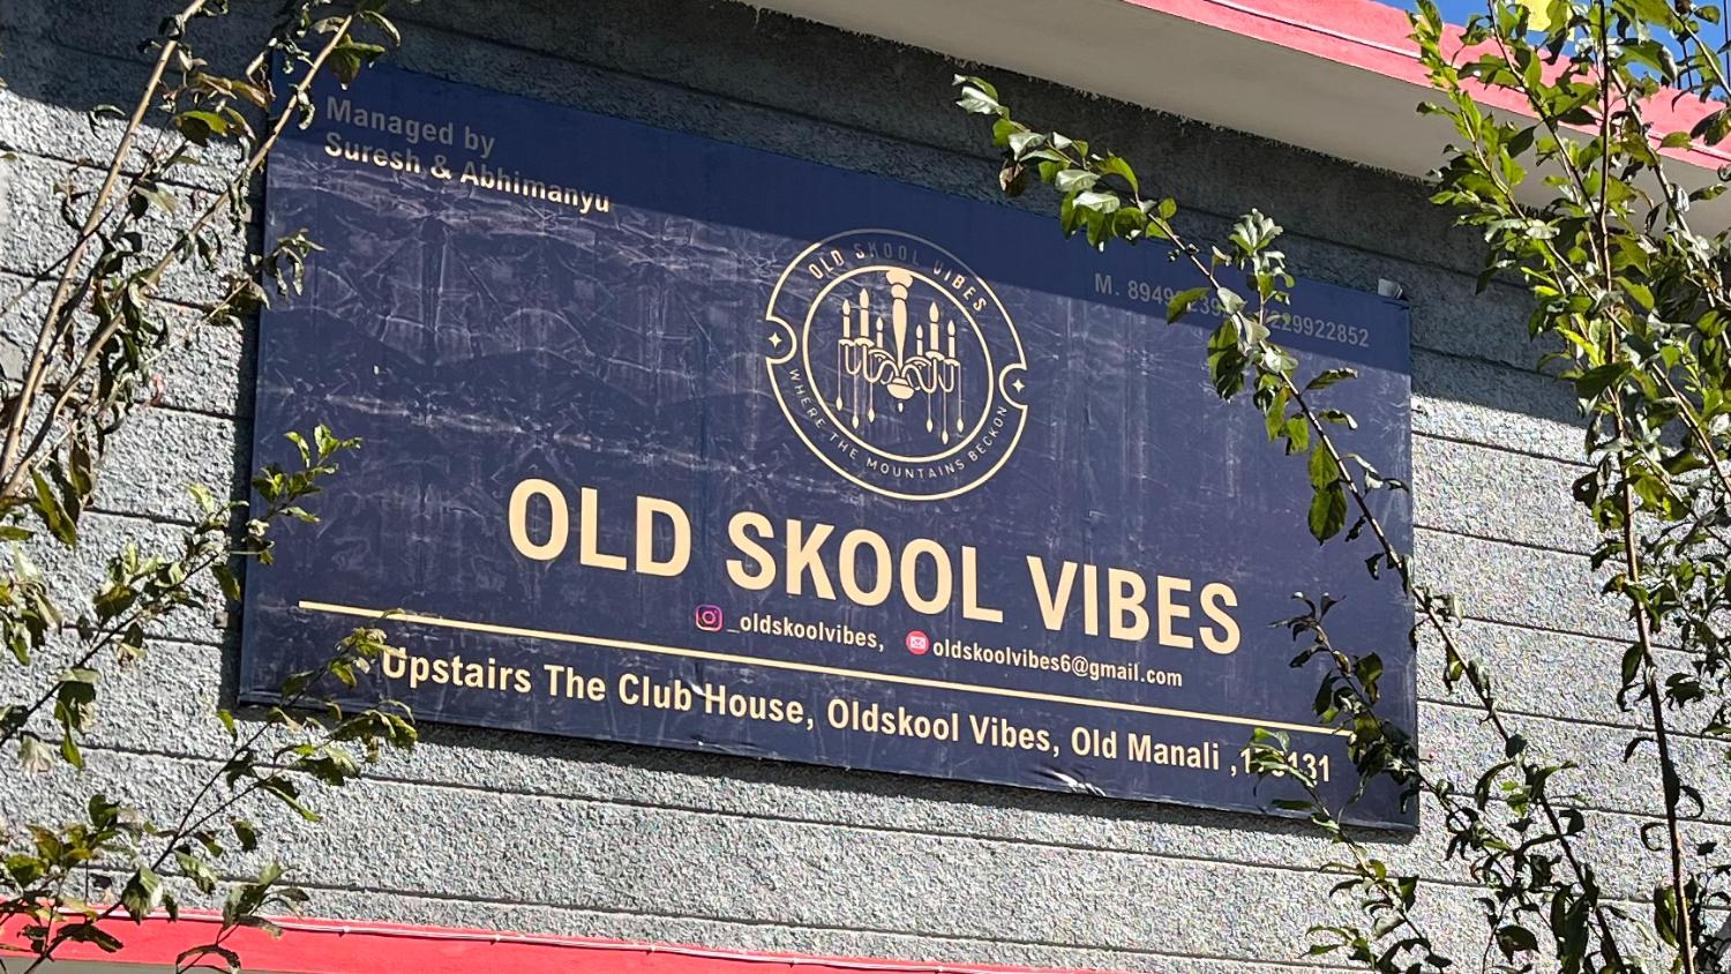 Managed by
Suresh & Abhimanyu
OLD SKOOL VIBES
WHERE THE MOUNTAINS BECKON
M.
OLD SKOOL VIBES
_oldskoolvibes, oldskoolvibes6@gmail.com
Upstairs The Club House, Oldskool Vibes, Old Manali ,